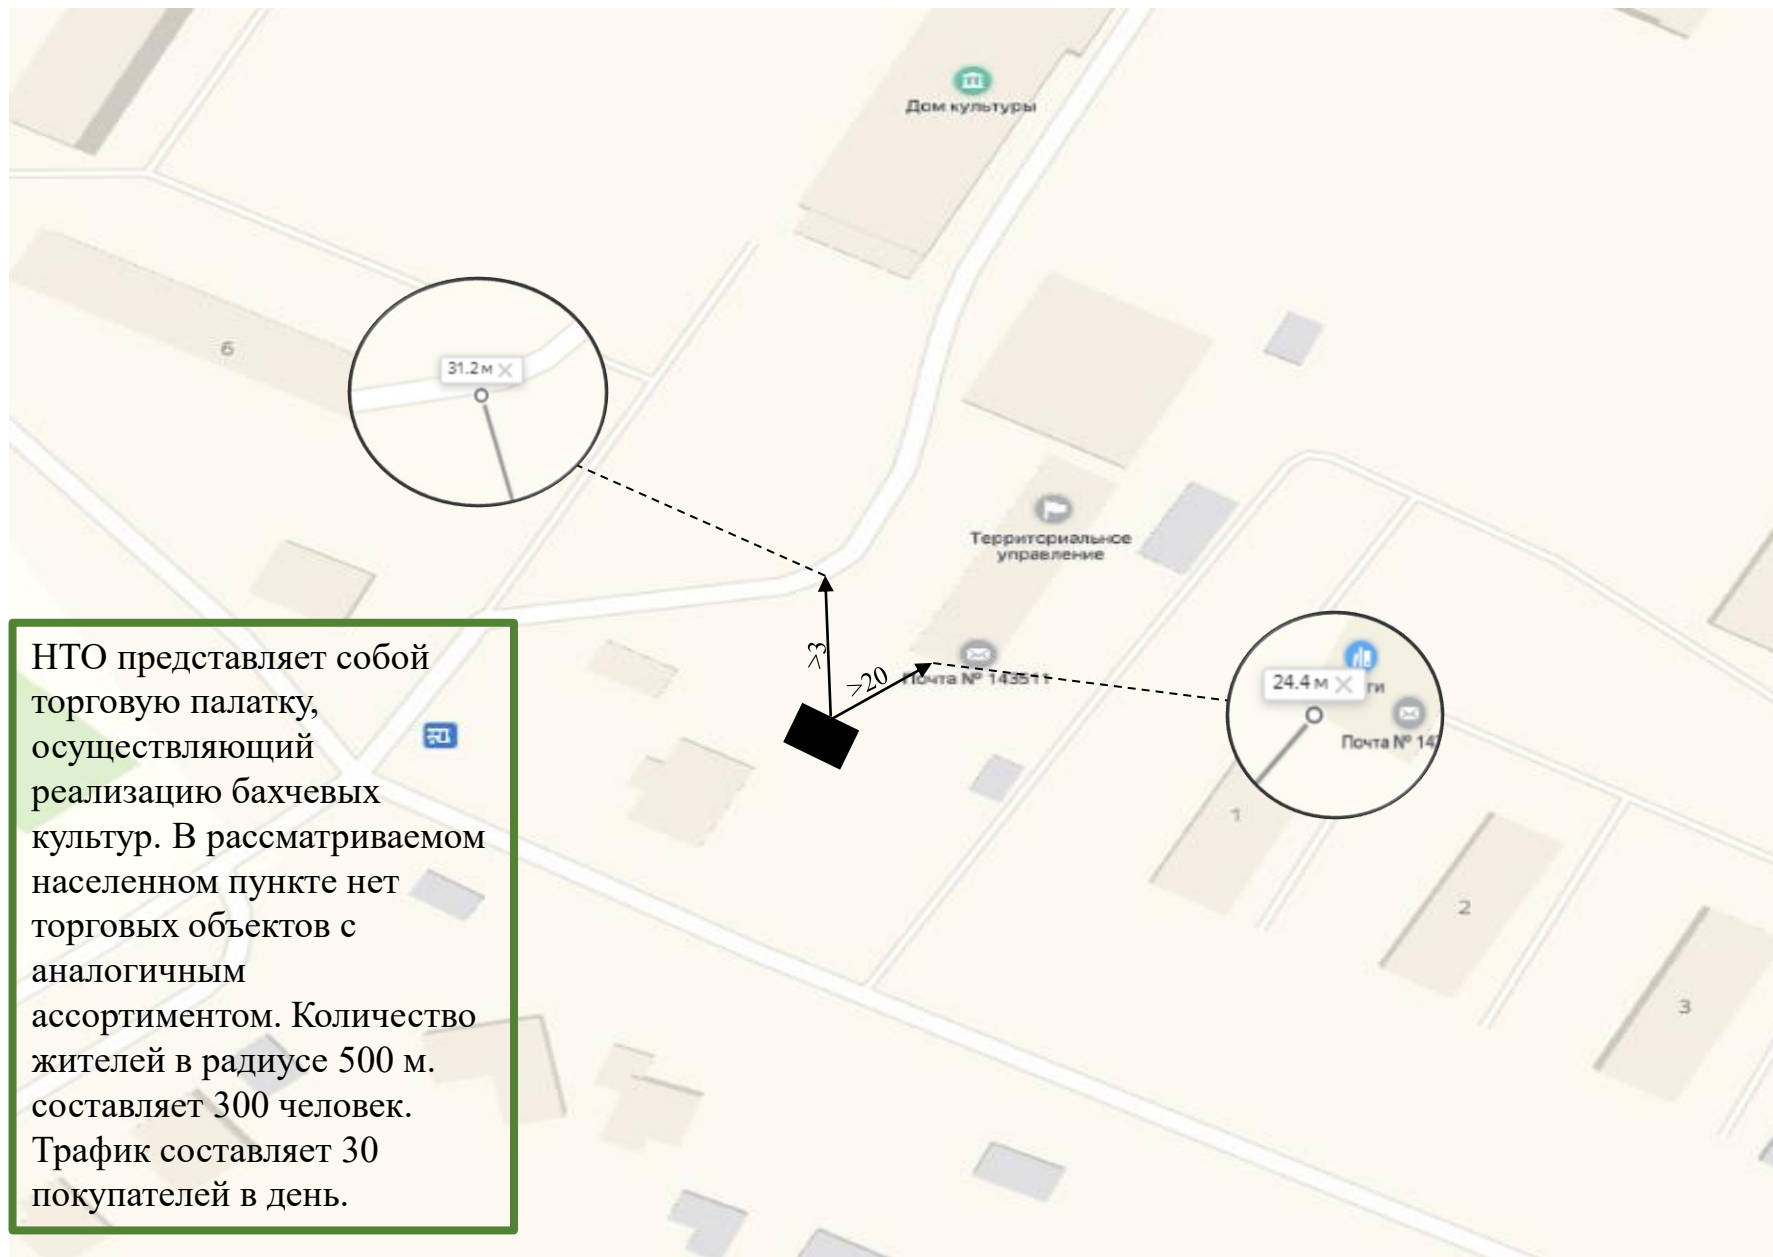 Дом культуры
6
31.2 м
Территориальное
управление
>3
>20
Почта № 143511
24.4 м
ги
Почта № 14
1
2
3
НТО представляет собой
торговую палатку,
осуществляющий
реализацию бахчевых
культур. В рассматриваемом
населенном пункте нет
торговых объектов с
аналогичным
ассортиментом. Количество
жителей в радиусе 500 м.
составляет 300 человек.
Трафик составляет 30
покупателей в день.